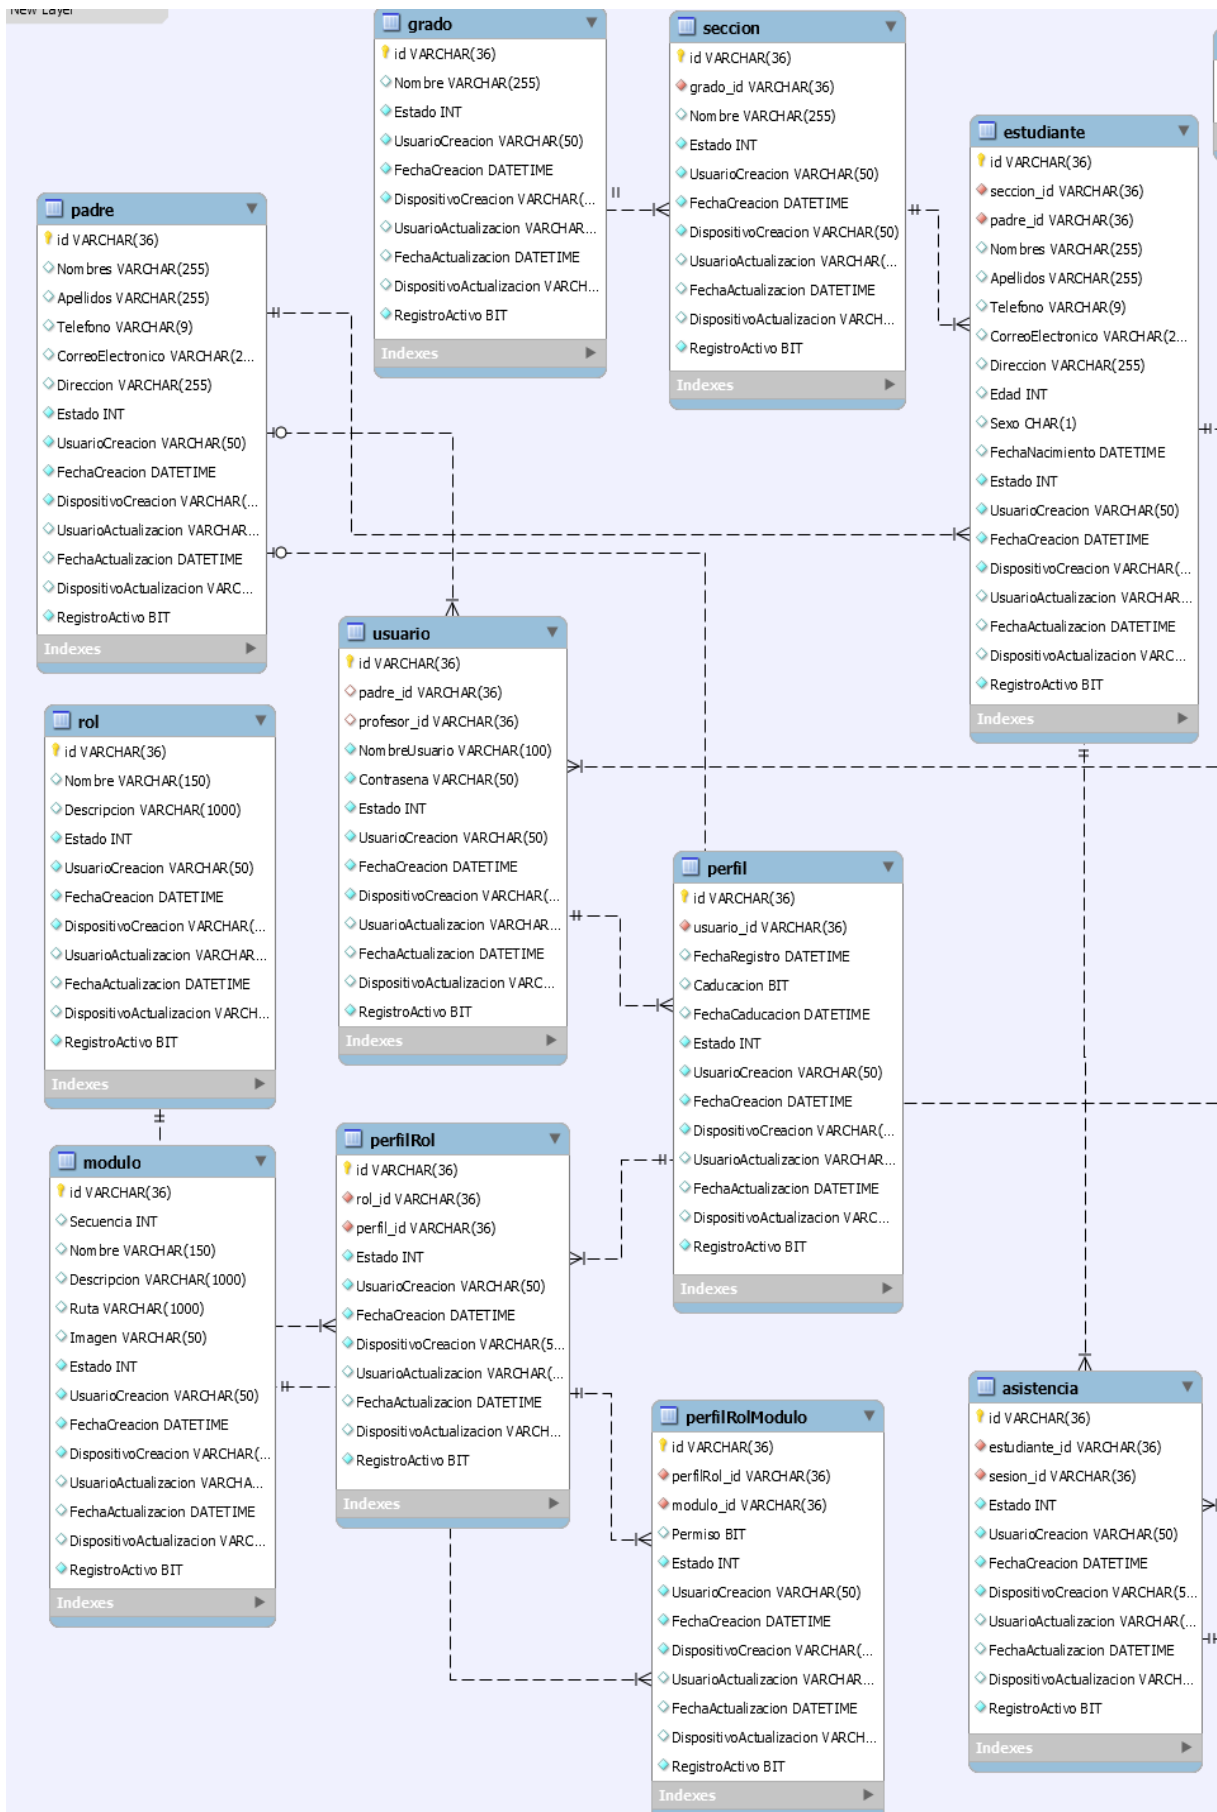 New Layer
grado
id VARCHAR(36)
Nombre VARCHAR(255)
Estado INT
UsuarioCreacion VARCHAR(50)
FechaCreacion DATETIME
DispositivoCreacion VARCHAR(...
UsuarioActualizacion VARCHAR...
FechaActualizacion DATETIME
DispositivoActualizacion VARCH...
RegistroActivo BIT
Indexes
seccion
id VARCHAR(36)
grado_id VARCHAR(36)
Nombre VARCHAR(255)
Estado INT
UsuarioCreacion VARCHAR(50)
FechaCreacion DATETIME
DispositivoCreacion VARCHAR(50)
UsuarioActualizacion VARCHAR(...
FechaActualizacion DATETIME
DispositivoActualizacion VARCH...
RegistroActivo BIT
Indexes
estudiante
id VARCHAR(36)
seccion_id VARCHAR(36)
padre_id VARCHAR(36)
Nombres VARCHAR(255)
Apellidos VARCHAR(255)
Telefono VARCHAR(9)
CorreoElectronico VARCHAR(2...
Direccion VARCHAR(255)
Edad INT
Sexo CHAR(1)
FechaNacimiento DATETIME
Estado INT
UsuarioCreacion VARCHAR(50)
FechaCreacion DATETIME
DispositivoCreacion VARCHAR(...
UsuarioActualizacion VARCHAR...
FechaActualizacion DATETIME
DispositivoActualizacion VARC...
RegistroActivo BIT
Indexes
padre
id VARCHAR(36)
Nombres VARCHAR(255)
Apellidos VARCHAR(255)
Telefono VARCHAR(9)
CorreoElectronico VARCHAR(2...
Direccion VARCHAR(255)
Estado INT
UsuarioCreacion VARCHAR(50)
FechaCreacion DATETIME
DispositivoCreacion VARCHAR(...
UsuarioActualizacion VARCHAR...
FechaActualizacion DATETIME
DispositivoActualizacion VARC...
RegistroActivo BIT
Indexes
usuario
id VARCHAR(36)
padre_id VARCHAR(36)
profesor_id VARCHAR(36)
NombreUsuario VARCHAR(100)
Contrasena VARCHAR(50)
Estado INT
UsuarioCreacion VARCHAR(50)
FechaCreacion DATETIME
DispositivoCreacion VARCHAR(...
UsuarioActualizacion VARCHAR...
FechaActualizacion DATETIME
DispositivoActualizacion VARC...
RegistroActivo BIT
Indexes
rol
id VARCHAR(36)
Nombre VARCHAR(150)
Descripcion VARCHAR(1000)
Estado INT
UsuarioCreacion VARCHAR(50)
FechaCreacion DATETIME
DispositivoCreacion VARCHAR(...
UsuarioActualizacion VARCHAR...
FechaActualizacion DATETIME
DispositivoActualizacion VARCH...
RegistroActivo BIT
Indexes
perfil
id VARCHAR(36)
usuario_id VARCHAR(36)
FechaRegistro DATETIME
Caducacion BIT
FechaCaducacion DATETIME
Estado INT
UsuarioCreacion VARCHAR(50)
FechaCreacion DATETIME
DispositivoCreacion VARCHAR(...
UsuarioActualizacion VARCHAR...
FechaActualizacion DATETIME
DispositivoActualizacion VARC...
RegistroActivo BIT
Indexes
modulo
id VARCHAR(36)
Secuencia INT
Nombre VARCHAR(150)
Descripcion VARCHAR(1000)
Ruta VARCHAR(1000)
Imagen VARCHAR(50)
Estado INT
UsuarioCreacion VARCHAR(50)
FechaCreacion DATETIME
DispositivoCreacion VARCHAR(...
UsuarioActualizacion VARCHA...
FechaActualizacion DATETIME
DispositivoActualizacion VARC...
RegistroActivo BIT
Indexes
perfilRol
id VARCHAR(36)
rol_id VARCHAR(36)
perfil_id VARCHAR(36)
Estado INT
UsuarioCreacion VARCHAR(50)
FechaCreacion DATETIME
DispositivoCreacion VARCHAR(5...
UsuarioActualizacion VARCHAR(...
FechaActualizacion DATETIME
DispositivoActualizacion VARCH...
RegistroActivo BIT
Indexes
perfilRolModulo
id VARCHAR(36)
perfilRol_id VARCHAR(36)
modulo_id VARCHAR(36)
Permiso BIT
Estado INT
UsuarioCreacion VARCHAR(50)
FechaCreacion DATETIME
DispositivoCreacion VARCHAR(...
UsuarioActualizacion VARCHAR...
FechaActualizacion DATETIME
DispositivoActualizacion VARCH...
RegistroActivo BIT
Indexes
asistencia
id VARCHAR(36)
estudiante_id VARCHAR(36)
sesion_id VARCHAR(36)
Estado INT
UsuarioCreacion VARCHAR(50)
FechaCreacion DATETIME
DispositivoCreacion VARCHAR(5...
UsuarioActualizacion VARCHAR(...
FechaActualizacion DATETIME
DispositivoActualizacion VARCH...
RegistroActivo BIT
Indexes